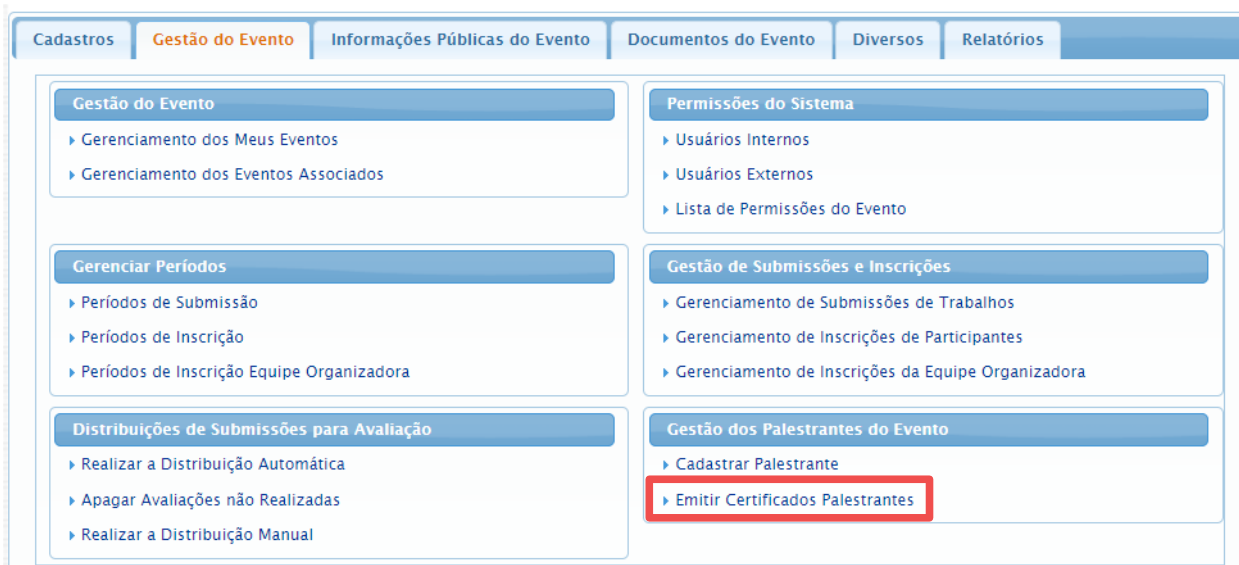 Cadastros
Gestão do Evento
Informações Públicas do Evento
Documentos do Evento
Diversos
Relatórios
Gestão do Evento
Gerenciamento dos Meus Eventos
Gerenciamento dos Eventos Associados
Permissões do Sistema
Usuários Internos
Usuários Externos
Lista de Permissões do Evento
Gerenciar Períodos
Períodos de Submissão
Períodos de Inscrição
Períodos de Inscrição Equipe Organizadora
Gestão de Submissões e Inscrições
Gerenciamento de Submissões de Trabalhos
Gerenciamento de Inscrições de Participantes
Gerenciamento de Inscrições da Equipe Organizadora
Distribuições de Submissões para Avaliação
Realizar a Distribuição Automática
Apagar Avaliações não Realizadas
Realizar a Distribuição Manual
Gestão dos Palestrantes do Evento
Cadastrar Palestrante
Emitir Certificados Palestrantes